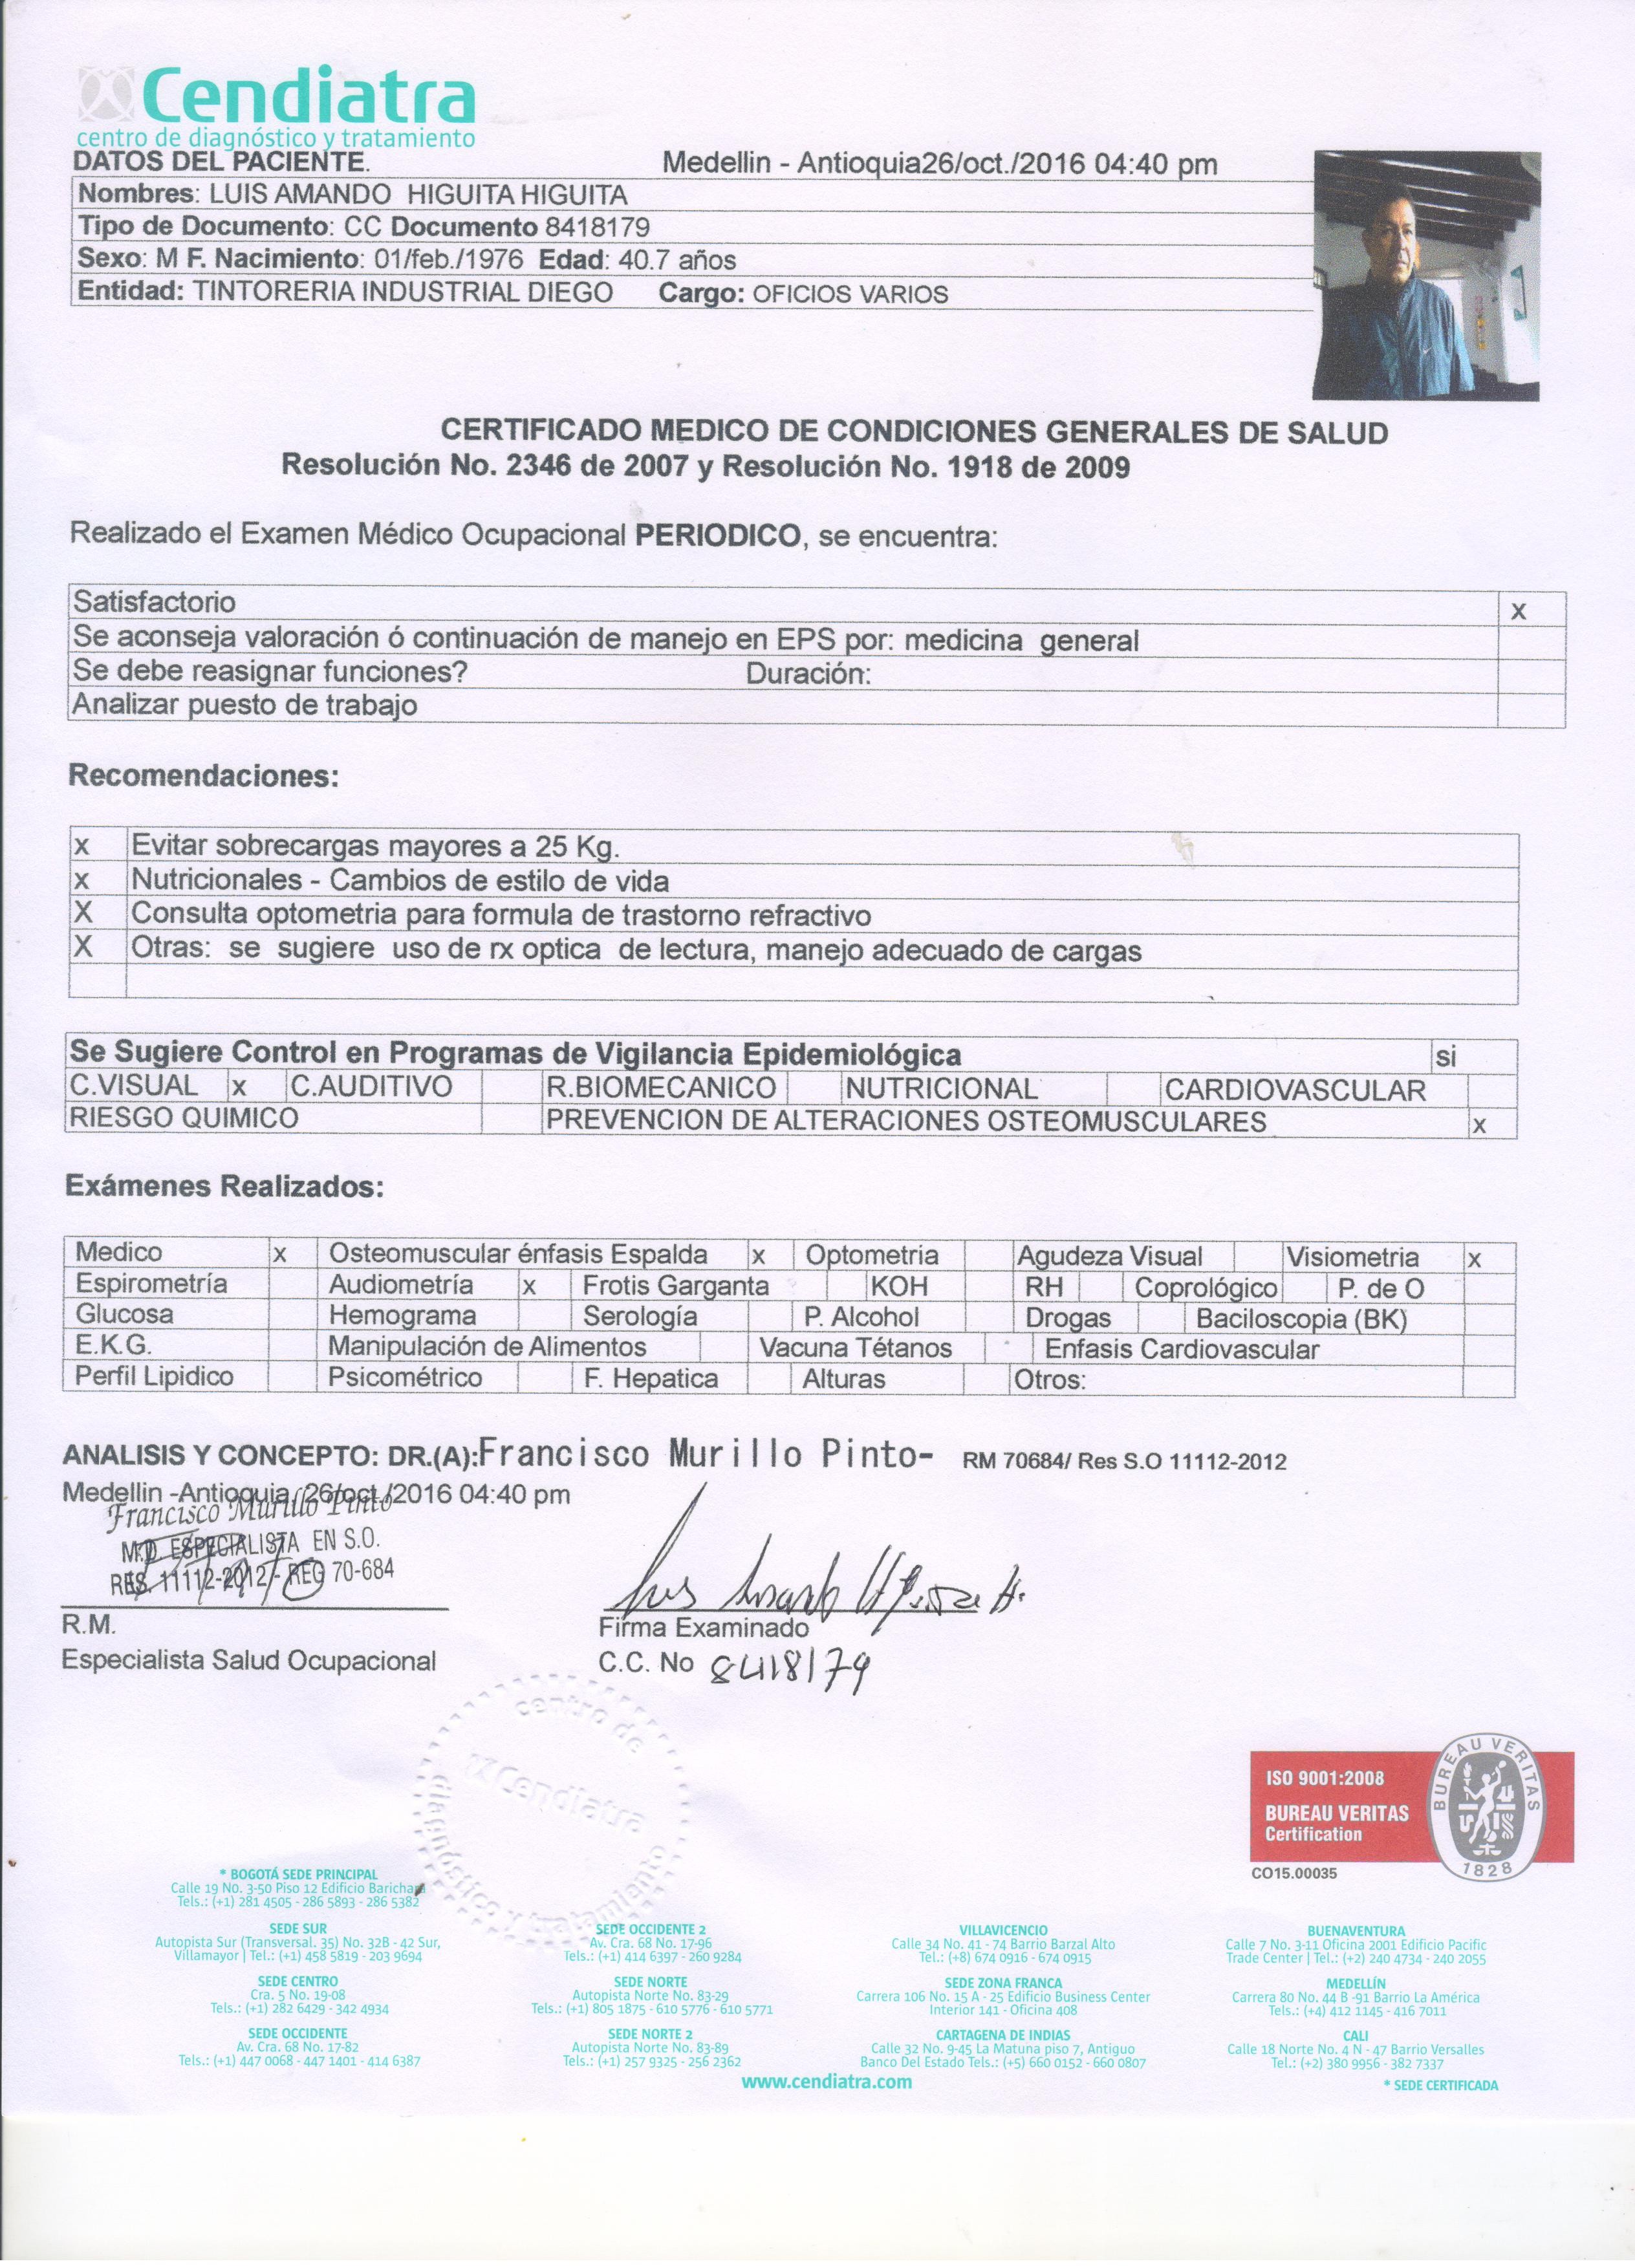 Cendiatra
centro de diagnóstico y tratamiento
DATOS DEL PACIENTE. Medellin - Antioquia26/oct./2016 04:40 pm
Nombres: LUIS AMANDO HIGUITA HIGUITA
Tipo de Documento: CC Documento 8418179
Sexo: M F. Nacimiento: 01/feb./1976 Edad: 40.7 años
Entidad: TINTORERIA INDUSTRIAL DIEGO Cargo: OFICIOS VARIOS
CERTIFICADO MEDICO DE CONDICIONES GENERALES DE SALUD
Resolución No. 2346 de 2007 y Resolución No. 1918 de 2009
Realizado el Examen Médico Ocupacional PERIODICO, se encuentra:
Satisfactorio x
Se aconseja valoración ó continuación de manejo en EPS por: medicina general
Se debe reasignar funciones? Duración:
Analizar puesto de trabajo
Recomendaciones:
x Evitar sobrecargas mayores a 25 Kg.
x Nutricionales - Cambios de estilo de vida
X Consulta optometria para formula de trastorno refractivo
X Otras: se sugiere uso de rx optica de lectura, manejo adecuado de cargas
Se Sugiere Control en Programas de Vigilancia Epidemiológica si
C.VISUAL x C.AUDITIVO R.BIOMECANICO NUTRICIONAL CARDIOVASCULAR
RIESGO QUIMICO PREVENCION DE ALTERACIONES OSTEOMUSCULARES x
Exámenes Realizados:
Medico x Osteomuscular énfasis Espalda x Optometria Agudeza Visual Visiometria x
Espirometría Audiometría x Frotis Garganta KOH RH Coprológico P. de O
Glucosa Hemograma Serología P. Alcohol Drogas Baciloscopia (BK)
E.K.G. Manipulación de Alimentos Vacuna Tétanos Enfasis Cardiovascular
Perfil Lipidico Psicométrico F. Hepatica Alturas Otros:
ANALISIS Y CONCEPTO: DR.(A):Francisco Murillo Pinto- RM 70684/ Res S.O 11112-2012
Medellin -Antioquia, 26/oct./2016 04:40 pm
Francisco Murillo Pinto
M.D. ESPECIALISTA EN S.O.
RES. 11112-2012 - REG 70-684
R.M.
Especialista Salud Ocupacional
Firma Examinado
C.C. No 8418179
centro de
Cendiatra
diagnóstico y tratamiento
ISO 9001:2008
BUREAU VERITAS
Certification
BUREAU VERITAS
1828
CO15.00035
* BOGOTÁ SEDE PRINCIPAL
Calle 19 No. 3-50 Piso 12 Edificio Barichara
Tels.: (+1) 281 4505 - 286 5893 - 286 5382
SEDE SUR
Autopista Sur (Transversal. 35) No. 32B - 42 Sur,
Villamayor | Tel.: (+1) 458 5819 - 203 9694
SEDE CENTRO
Cra. 5 No. 19-08
Tels.: (+1) 282 6429 - 342 4934
SEDE OCCIDENTE
Av. Cra. 68 No. 17-82
Tels.: (+1) 447 0068 - 447 1401 - 414 6387
SEDE OCCIDENTE 2
Av. Cra. 68 No. 17-96
Tels.: (+1) 414 6397 - 260 9284
SEDE NORTE
Autopista Norte No. 83-29
Tels.: (+1) 805 1875 - 610 5776 - 610 5771
SEDE NORTE 2
Autopista Norte No. 83-89
Tels.: (+1) 257 9325 - 256 2362
VILLAVICENCIO
Calle 34 No. 41 - 74 Barrio Barzal Alto
Tel.: (+8) 674 0916 - 674 0915
SEDE ZONA FRANCA
Carrera 106 No. 15 A - 25 Edificio Business Center
Interior 141 - Oficina 408
CARTAGENA DE INDIAS
Calle 32 No. 9-45 La Matuna piso 7, Antiguo
Banco Del Estado Tels.: (+5) 660 0152 - 660 0807
BUENAVENTURA
Calle 7 No. 3-11 Oficina 2001 Edificio Pacific
Trade Center | Tel.: (+2) 240 4734 - 240 2055
MEDELLÍN
Carrera 80 No. 44 B -91 Barrio La América
Tels.: (+4) 412 1145 - 416 7011
CALI
Calle 18 Norte No. 4 N - 47 Barrio Versalles
Tel.: (+2) 380 9956 - 382 7337
www.cendiatra.com
* SEDE CERTIFICADA